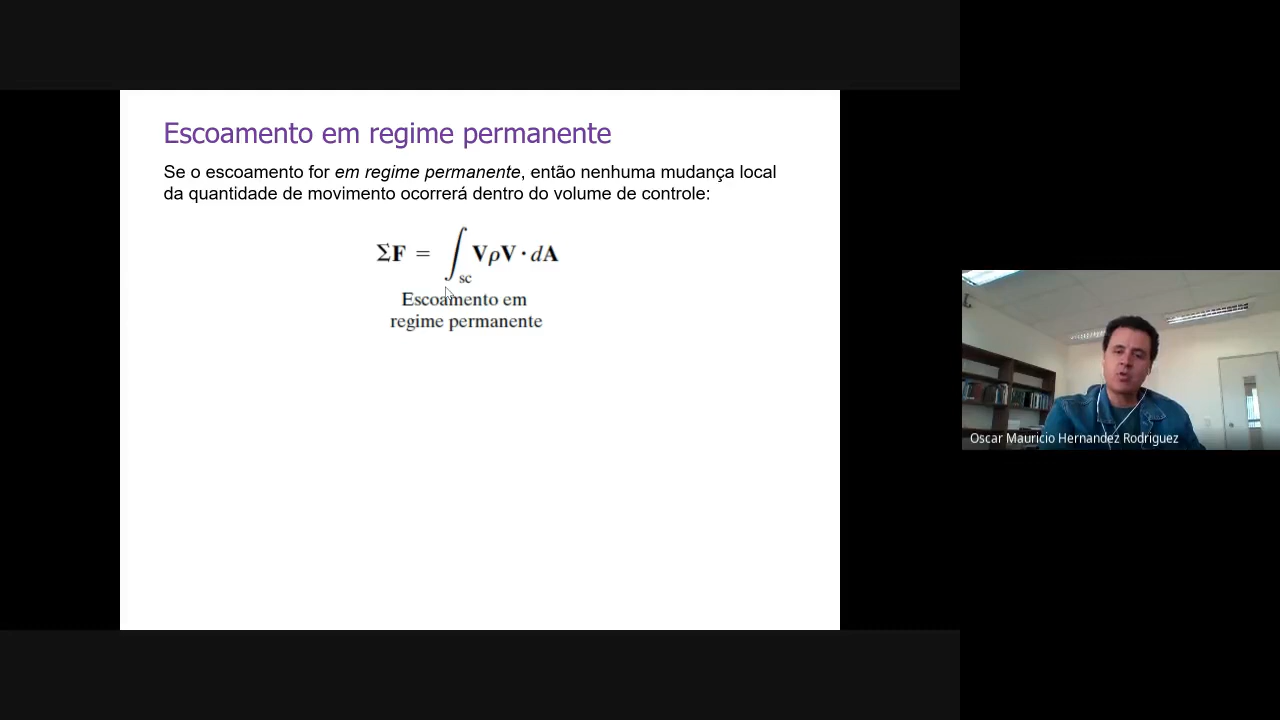 Escoamento em regime permanente
Se o escoamento for em regime permanente, então nenhuma mudança local
da quantidade de movimento ocorrerá dentro do volume de controle:
ΣF = ∫sc VρV · dA
Escoamento em
regime permanente
Oscar Mauricio Hernandez Rodriguez